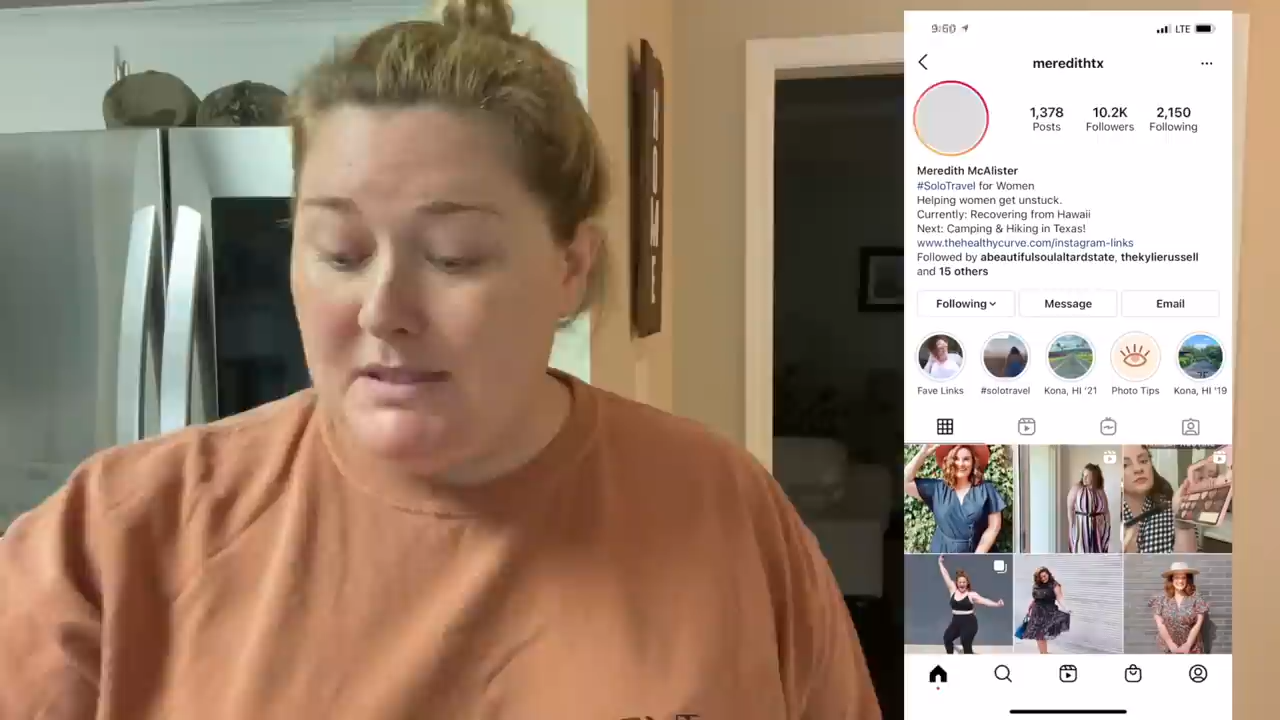 HOME
9:60 LTE
meredithtx
1,378 10.2K 2,150
Posts Followers Following
Meredith McAlister
#SoloTravel for Women
Helping women get unstuck.
Currently: Recovering from Hawaii
Next: Camping & Hiking in Texas!
www.thehealthycurve.com/instagram-links
Followed by abeautifulsoulaltardstate, thekylierussell
and 15 others
Following Message Email
Fave Links #solotravel Kona, HI '21 Photo Tips Kona, HI '19